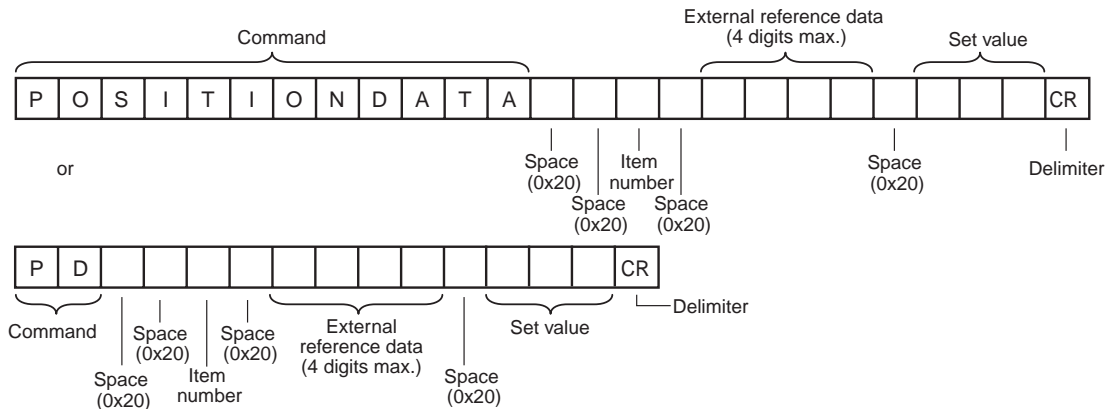 External reference data
(4 digits max.)
Command
Set value
P O S I T I O N D A T A CR
Space
(0x20)
Space
(0x20)
Item
number
Space
(0x20)
Space
(0x20)
Delimiter
or
P D CR
Delimiter
Command
Space
(0x20)
Space
(0x20)
Item
number
Space
(0x20)
External
reference data
(4 digits max.)
Space
(0x20)
Set value